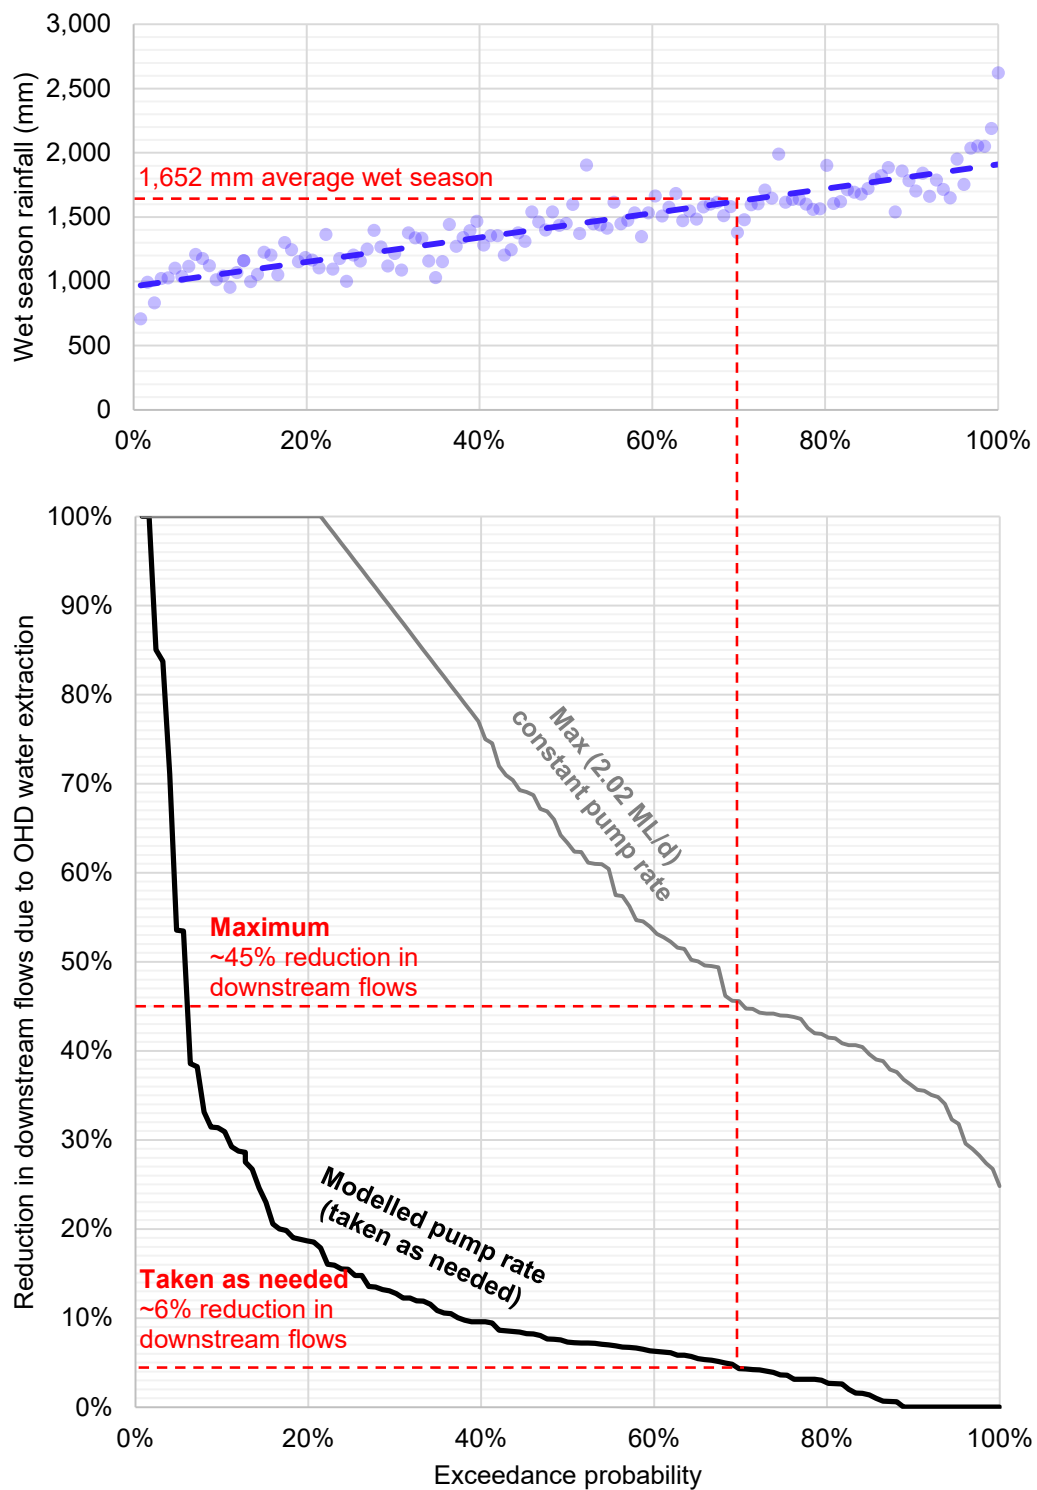 Wet season rainfall (mm)
3,000
2,500
2,000
1,500
1,000
500
0
1,652 mm average wet season
0%
20%
40%
60%
80%
100%
Reduction in downstream flows due to OHD water extraction
100%
90%
80%
70%
60%
50%
40%
30%
20%
10%
0%
Max (2.02 ML/d)
constant pump rate
Maximum
~45% reduction in
downstream flows
Modelled pump rate
(taken as needed)
Taken as needed
~6% reduction in
downstream flows
0%
20%
40%
60%
80%
100%
Exceedance probability